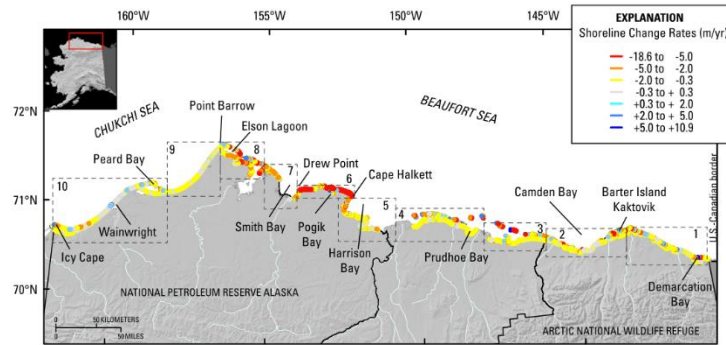 160°W
155°W
150°W
145°W
EXPLANATION
Shoreline Change Rates (m/yr)
-18.6 to -5.0
-5.0 to -2.0
-2.0 to -0.3
-0.3 to + 0.3
+0.3 to + 2.0
+2.0 to + 5.0
+5.0 to +10.9
72°N
71°N
70°N
CHUKCHI SEA
BEAUFORT SEA
Point Barrow
Elson Lagoon
Peard Bay
9
8
Drew Point
7
6
Cape Halkett
10
Wainwright
Smith Bay
Pogik
Bay
5
4
Camden Bay
Barter Island
Kaktovik
Icy Cape
Harrison
Bay
Prudhoe Bay
3
2
1
Demarcation
Bay
U.S. Canadian border
NATIONAL PETROLEUM RESERVE ALASKA
ARCTIC NATIONAL WILDLIFE REFUGE
0 50 KILOMETERS
0 50 MILES